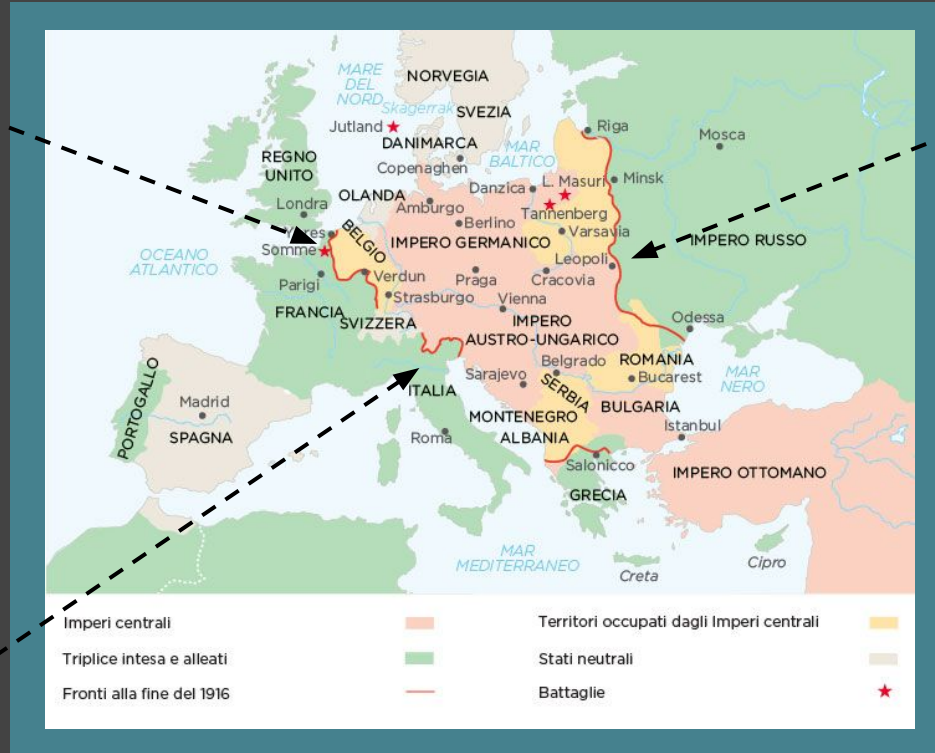 MARE
DEL
NORD
Skagerrak
NORVEGIA
SVEZIA
Jutland
DANIMARCA
Copenaghen
MAR
BALTICO
Riga
Mosca
REGNO
UNITO
Londra
OLANDA
Amburgo
Danzica
L. Masuri
Minsk
Tannenberg
Berlino
Varsavia
Ypres
BELGIO
IMPERO GERMANICO
IMPERO RUSSO
Somme
OCEANO
ATLANTICO
Parigi
Verdun
Praga
Leopoli
Cracovia
Strasburgo
Vienna
FRANCIA
SVIZZERA
IMPERO
AUSTRO-UNGARICO
Odessa
Belgrado
ROMANIA
Bucarest
MAR
NERO
Sarajevo
SERBIA
ITALIA
PORTOGALLO
Madrid
SPAGNA
MONTENEGRO
BULGARIA
Istanbul
Roma
ALBANIA
Salonicco
IMPERO OTTOMANO
GRECIA
MAR
MEDITERRANEO
Creta
Cipro
Imperi centrali
Triplice intesa e alleati
Fronti alla fine del 1916
Territori occupati dagli Imperi centrali
Stati neutrali
Battaglie